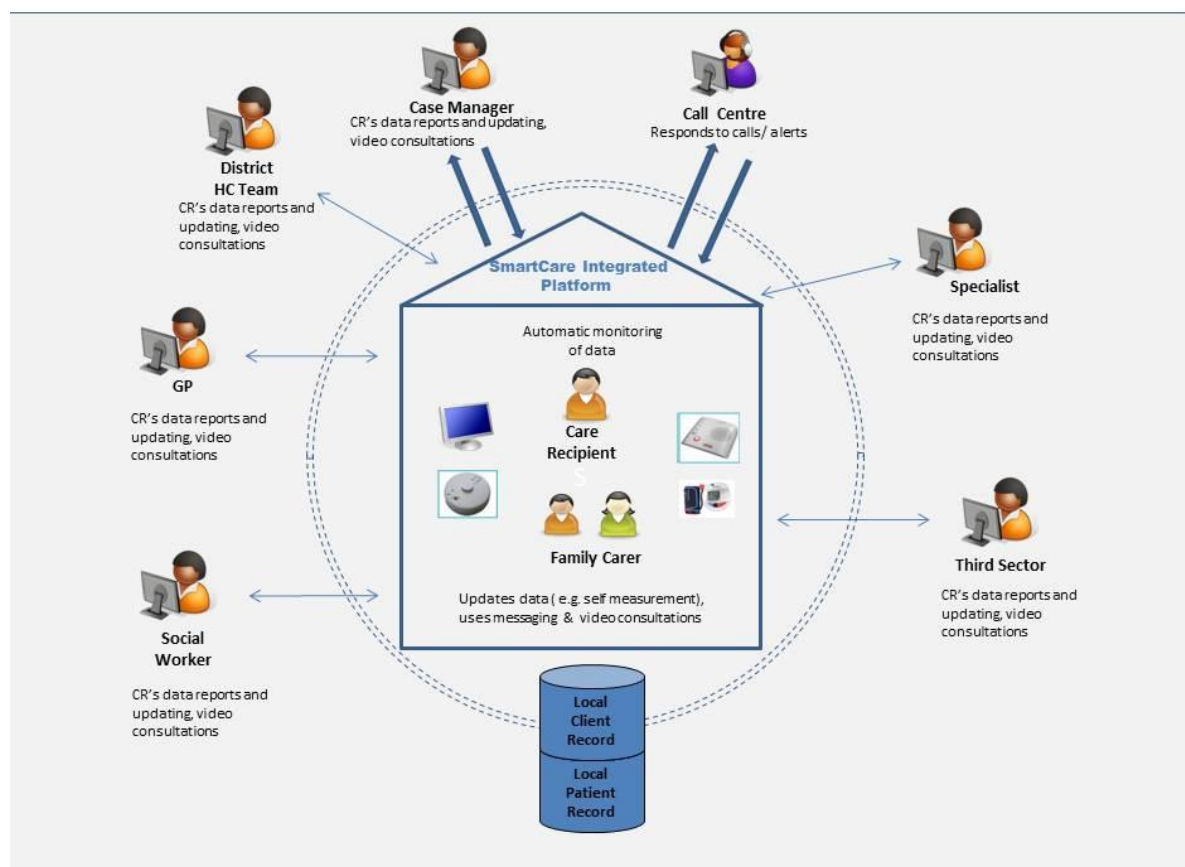 Case Manager
CR's data reports and updating,
video consultations
Call Centre
Responds to calls/ alerts
District
HC Team
CR's data reports and
updating, video
consultations
SmartCare Integrated
Platform
Specialist
CR's data reports and
updating, video
consultations
GP
CR's data reports and
updating, video
consultations
Automatic monitoring
of data
Care
Recipient
S
Family Carer
Updates data ( e.g. self measurement),
uses messaging & video consultations
Third Sector
CR's data reports and
updating, video
consultations
Social
Worker
CR's data reports and
updating, video
consultations
Local
Client
Record
Local
Patient
Record